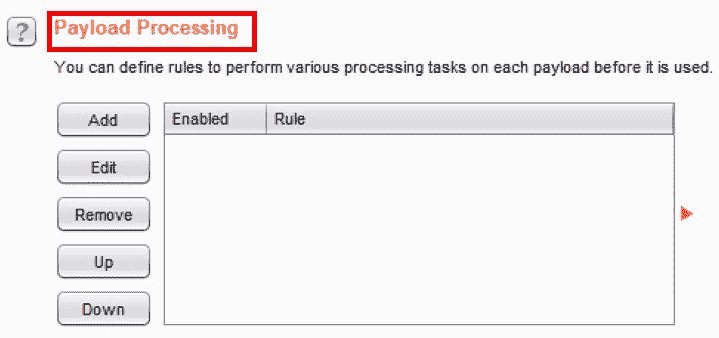 ?
Payload Processing
You can define rules to perform various processing tasks on each payload before it is used.
Add
Enabled
Rule
Edit
Remove
Up
Down